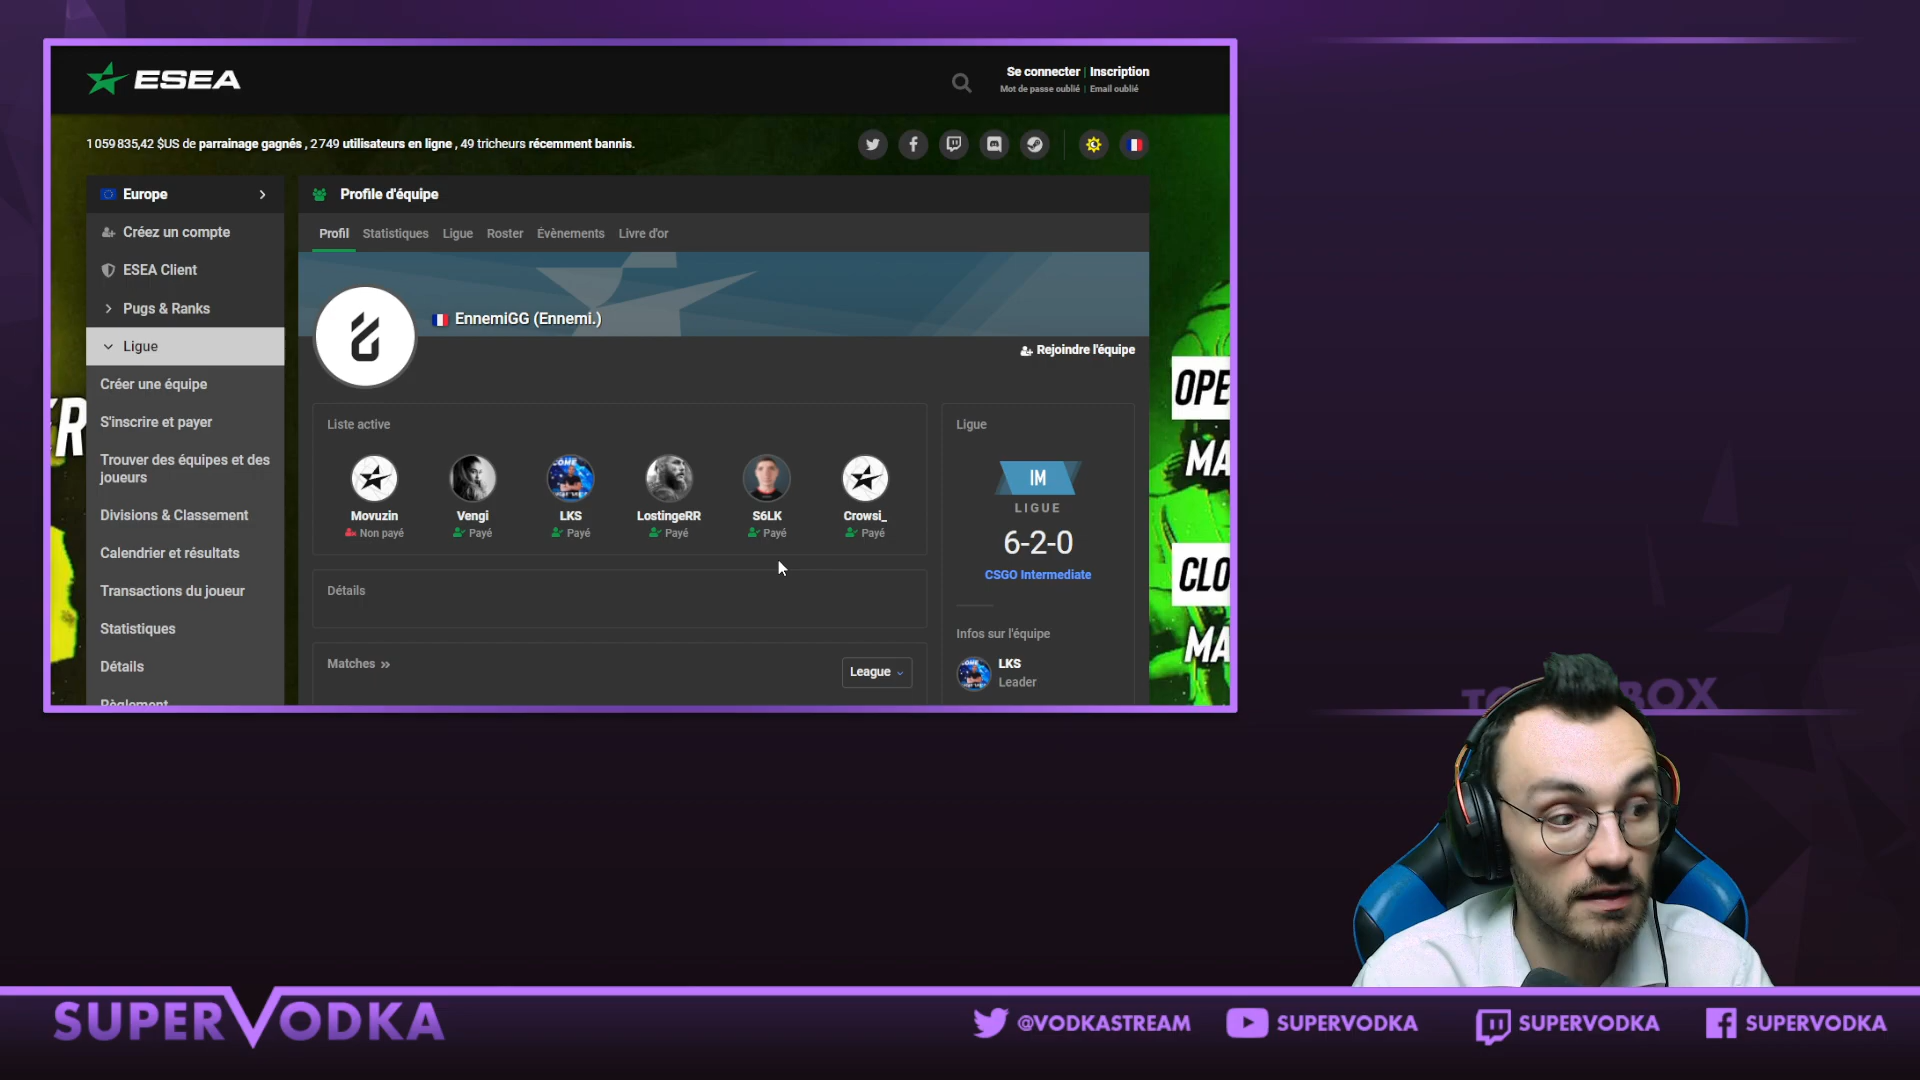 ESEA
Se connecter | Inscription
Mot de passe oublié | Email oublié
1 059 835,42 $US de parrainage gagnés , 2 749 utilisateurs en ligne , 49 tricheurs récemment bannis.
Europe
Créez un compte
ESEA Client
Pugs & Ranks
Ligue
Créer une équipe
S'inscrire et payer
Trouver des équipes et des
joueurs
Divisions & Classement
Calendrier et résultats
Transactions du joueur
Statistiques
Détails
Règlement
Profile d'équipe
Profil Statistiques Ligue Roster Évènements Livre d'or
EnnemiGG (Ennemi.)
Rejoindre l'équipe
Liste active
Movuzin Vengi LKS LostingeRR S6LK Crowsi_
Non payé Payé Payé Payé Payé Payé
Détails
Matches »
League
Ligue
IM
LIGUE
6-2-0
CSGO Intermediate
Infos sur l'équipe
LKS
Leader
OPE
MA
CLO
MA
R
BOX
SUPERVODKA
@VODKASTREAM
SUPERVODKA
SUPERVODKA
SUPERVODKA